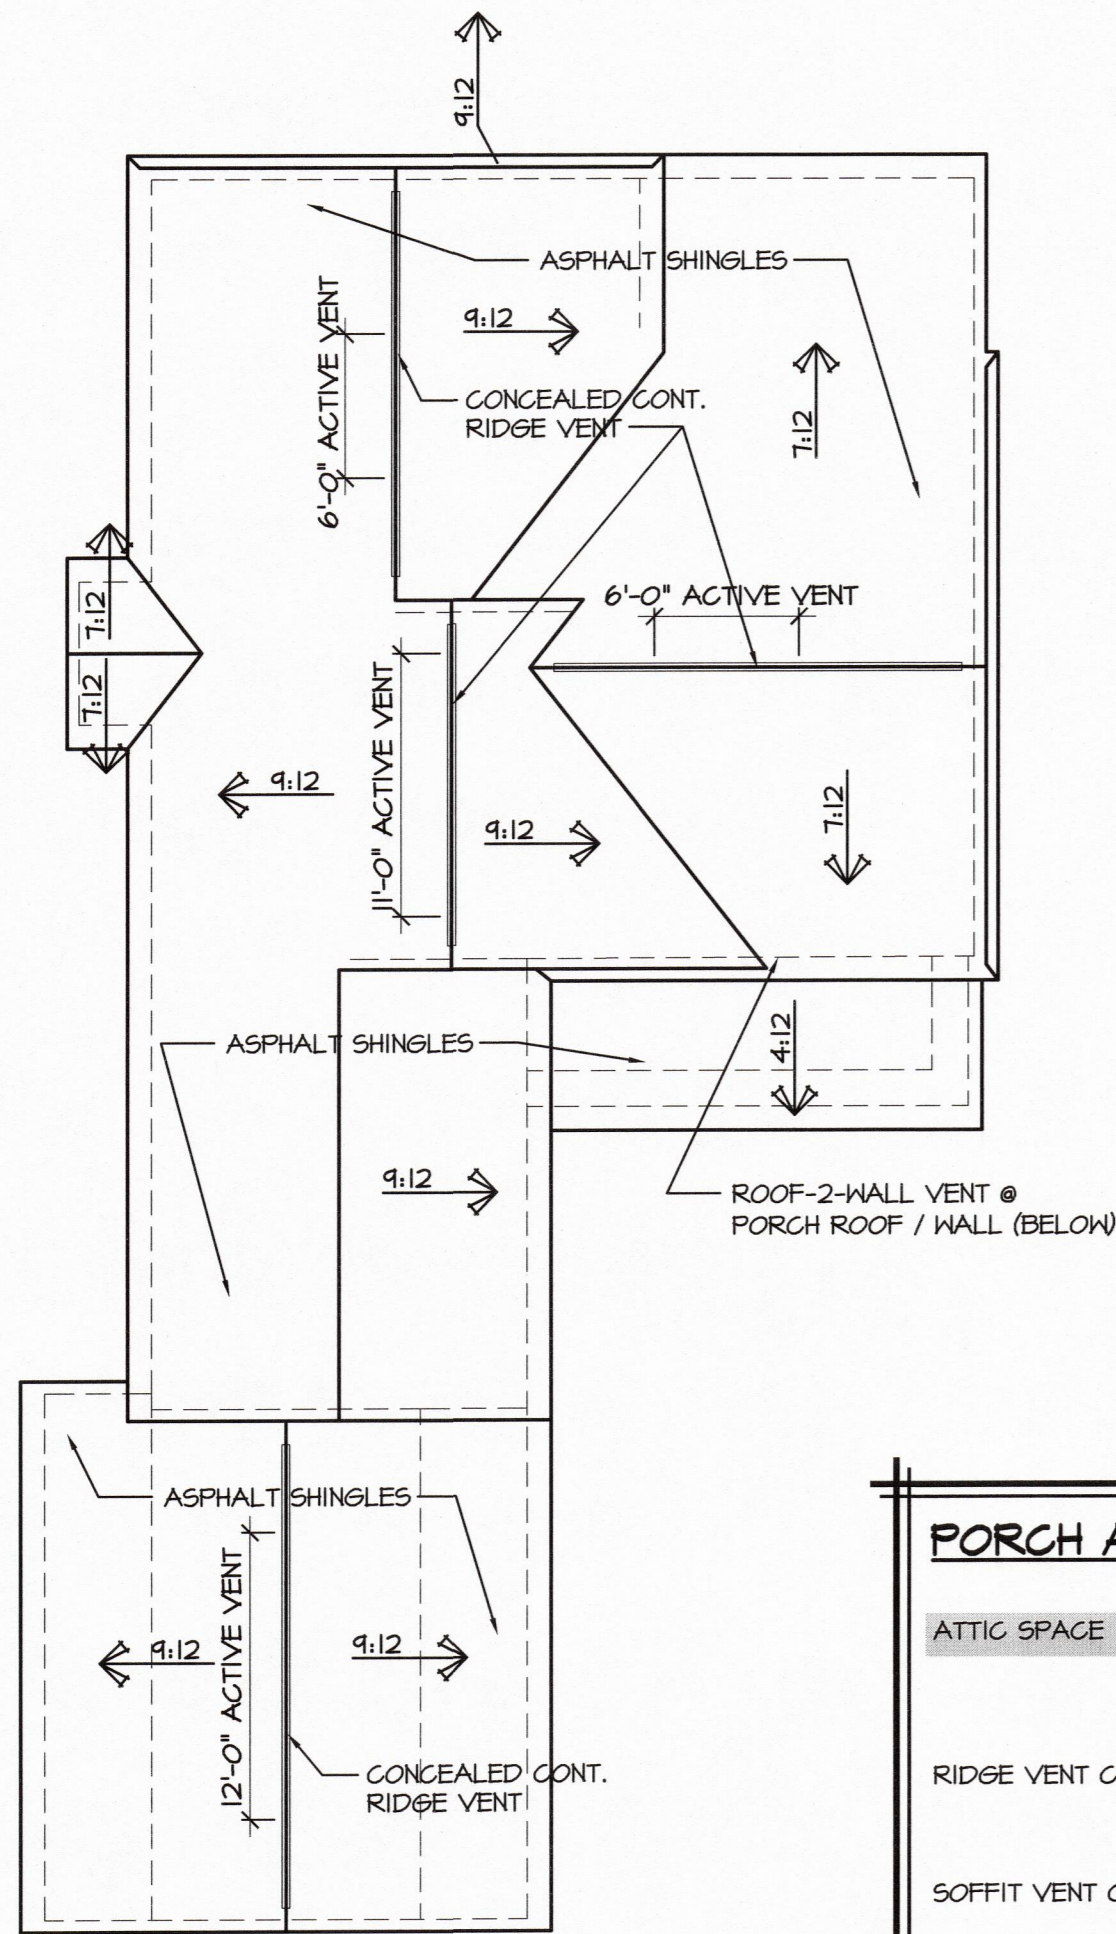 9:12
ASPHALT SHINGLES
9:12
6'-0" ACTIVE VENT
CONCEALED CONT.
RIDGE VENT
7:12
7:12
7:12
6'-0" ACTIVE VENT
11'-0" ACTIVE VENT
9:12
9:12
7:12
ASPHALT SHINGLES
4:12
9:12
ROOF-2-WALL VENT @
PORCH ROOF / WALL (BELOW)
ASPHALT SHINGLES
12'-0" ACTIVE VENT
9:12
9:12
CONCEALED CONT.
RIDGE VENT
PORCH
ATTIC SPACE
RIDGE VENT
SOFFIT VENT